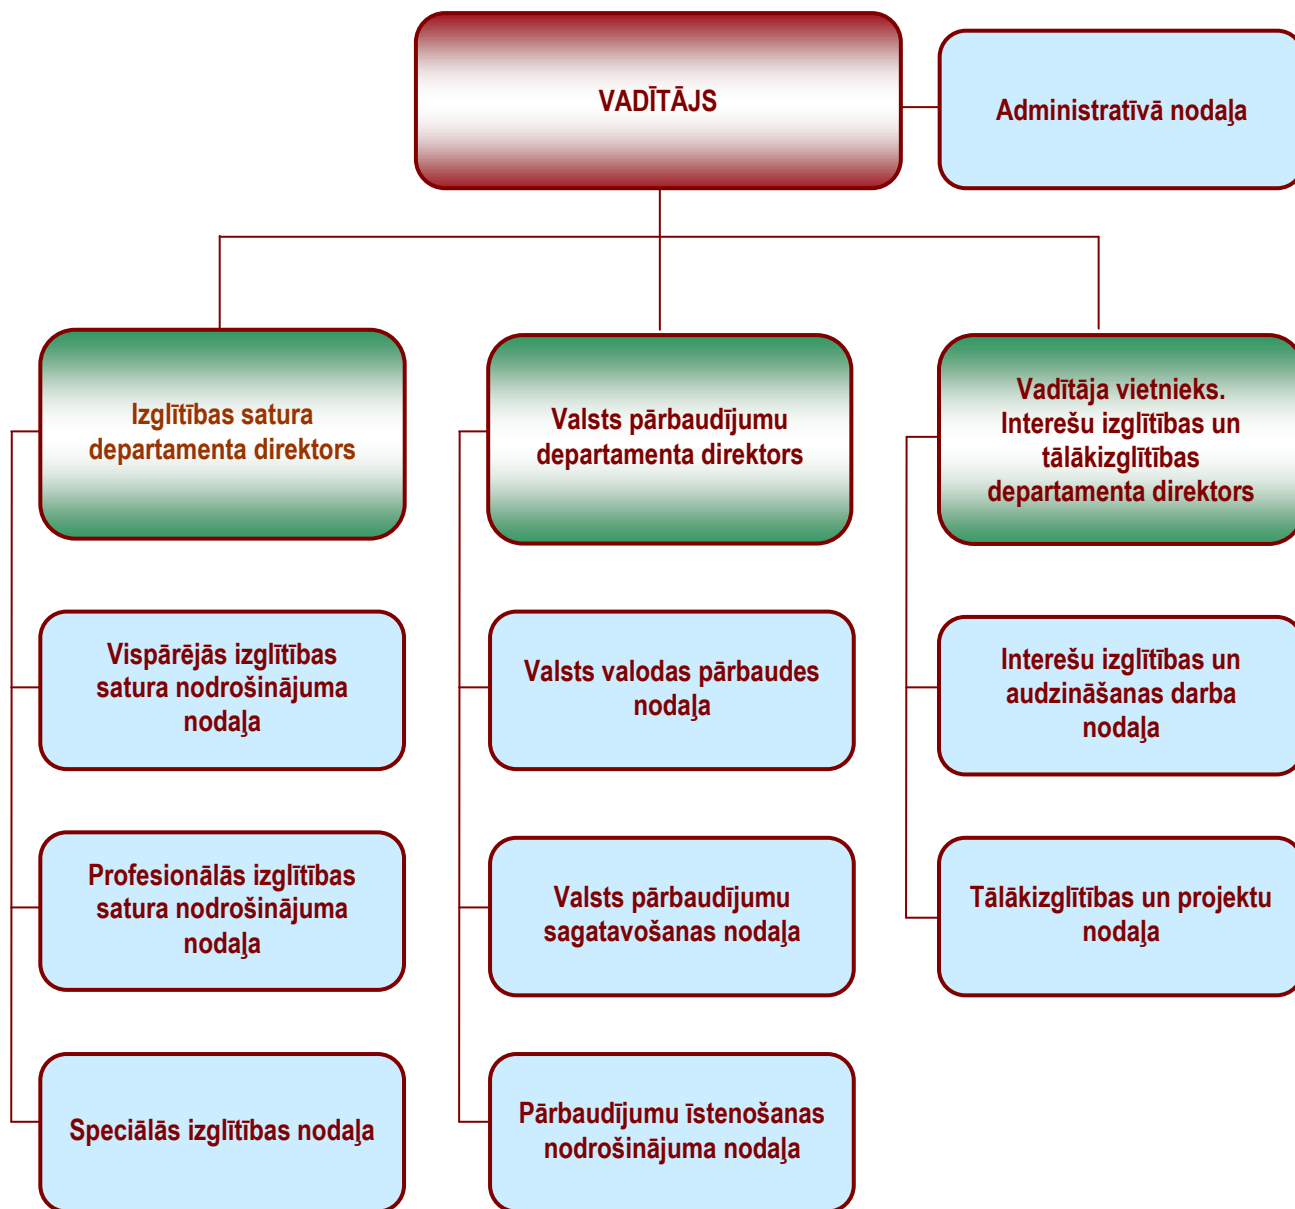 VADĪTĀJS
Administratīvā nodaļa
Izglītības satura
departamenta direktors
Valsts pārbaudījumu
departamenta direktors
Vadītāja vietnieks.
Interešu izglītības un
tālākizglītības
departamenta direktors
Vispārējās izglītības
satura nodrošinājuma
nodaļa
Valsts valodas pārbaudes
nodaļa
Interešu izglītības un
audzināšanas darba
nodaļa
Profesionālās izglītības
satura nodrošinājuma
nodaļa
Valsts pārbaudījumu
sagatavošanas nodaļa
Tālākizglītības un projektu
nodaļa
Speciālās izglītības nodaļa
Pārbaudījumu īstenošanas
nodrošinājuma nodaļa